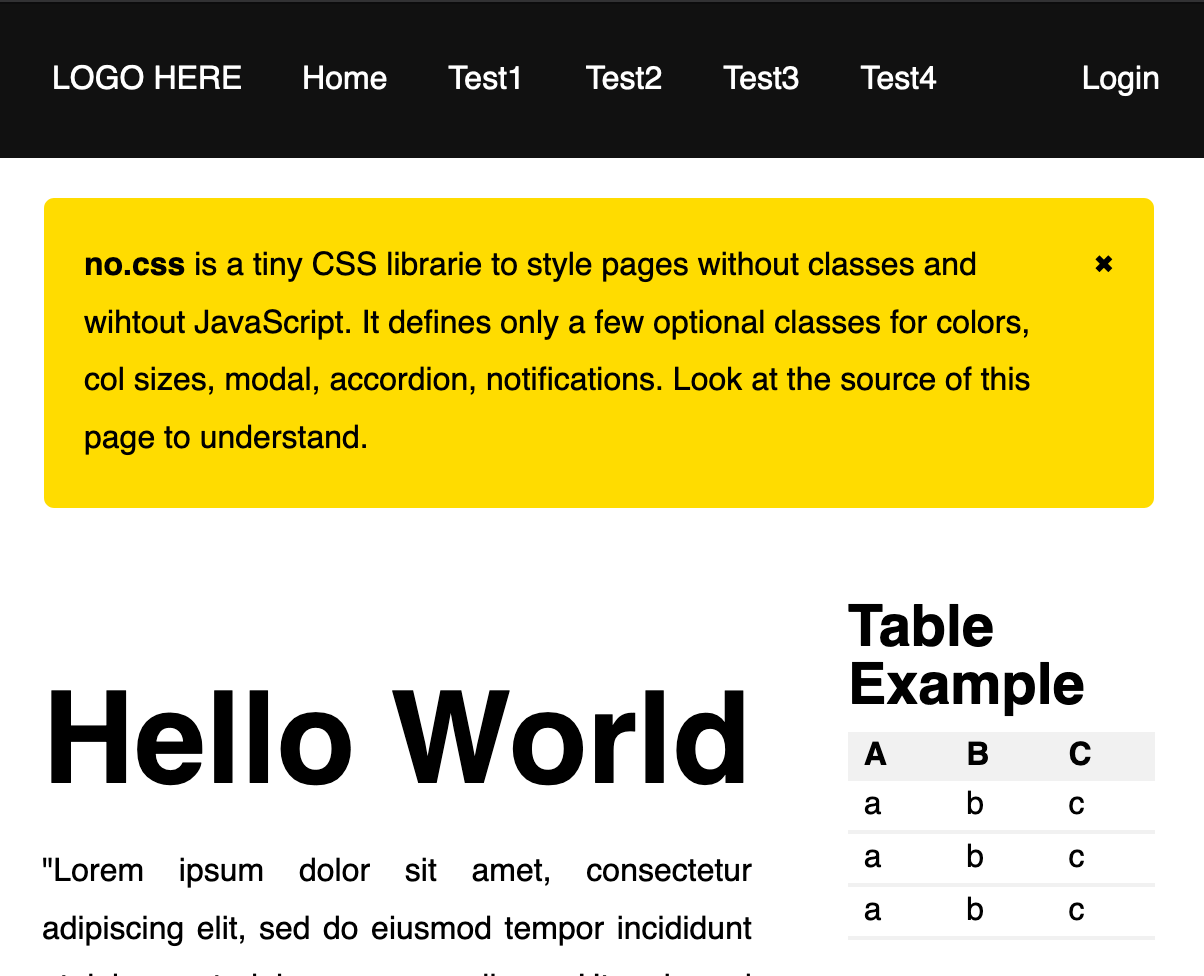 LOGO HERE Home Test1 Test2 Test3 Test4 Login
no.css is a tiny CSS librarie to style pages without classes and ✖
wihtout JavaScript. It defines only a few optional classes for colors,
col sizes, modal, accordion, notifications. Look at the source of this
page to understand.
Hello World
"Lorem ipsum dolor sit amet, consectetur
adipiscing elit, sed do eiusmod tempor incididunt
Table
Example
A B C
a b c
a b c
a b c